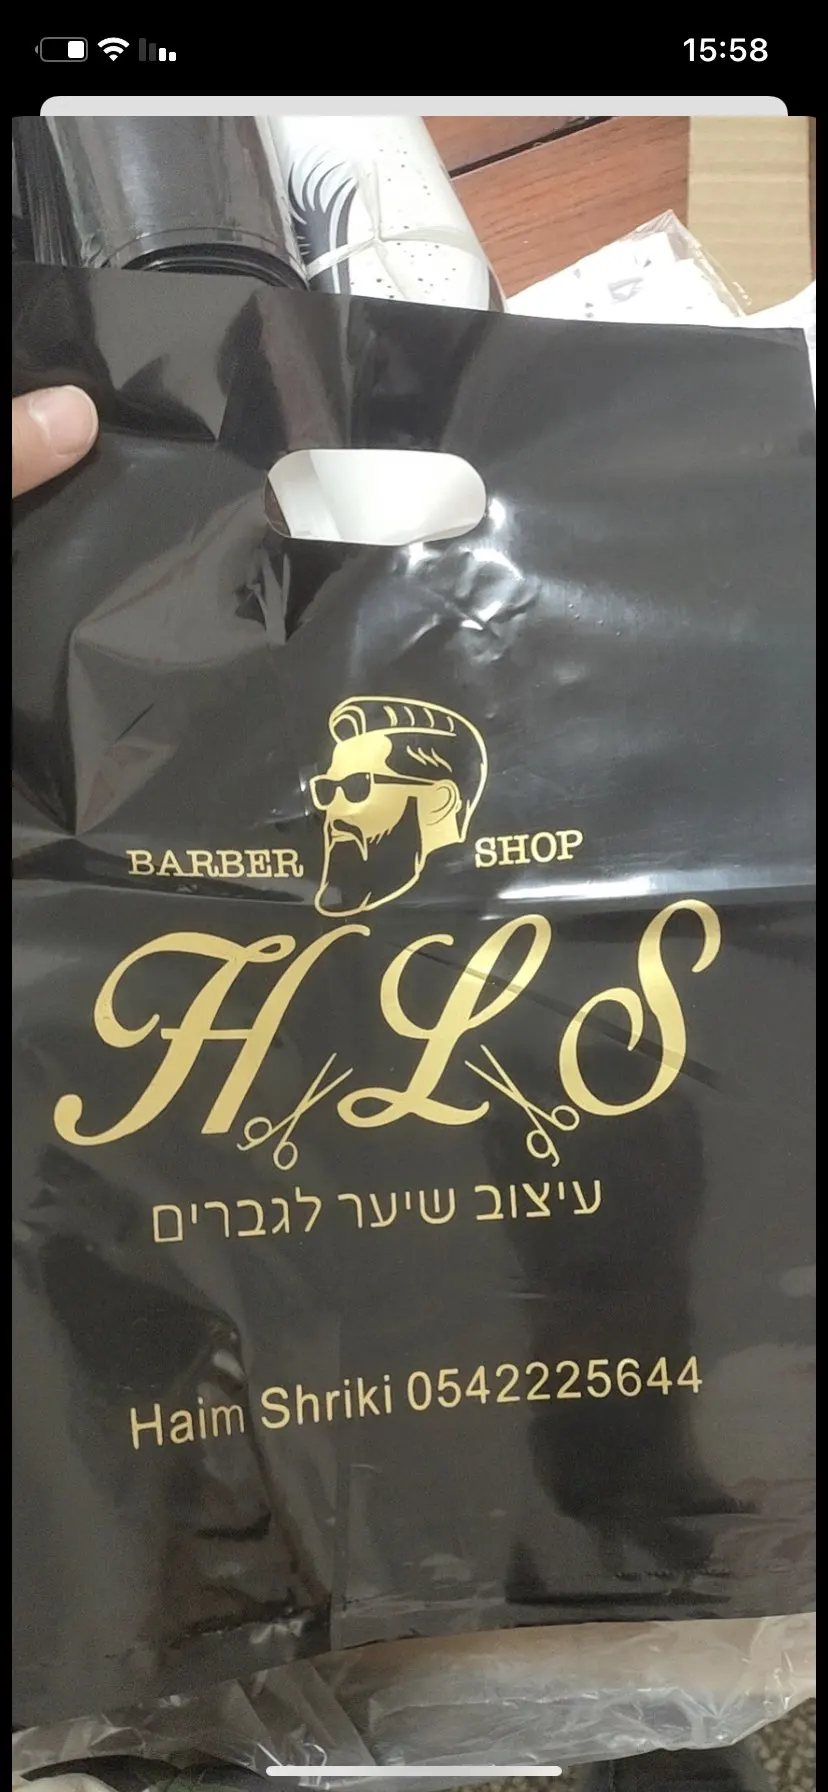 15:58
BARBER SHOP
HLS
עיצוב שיער לגברים
Haim Shriki 0542225644